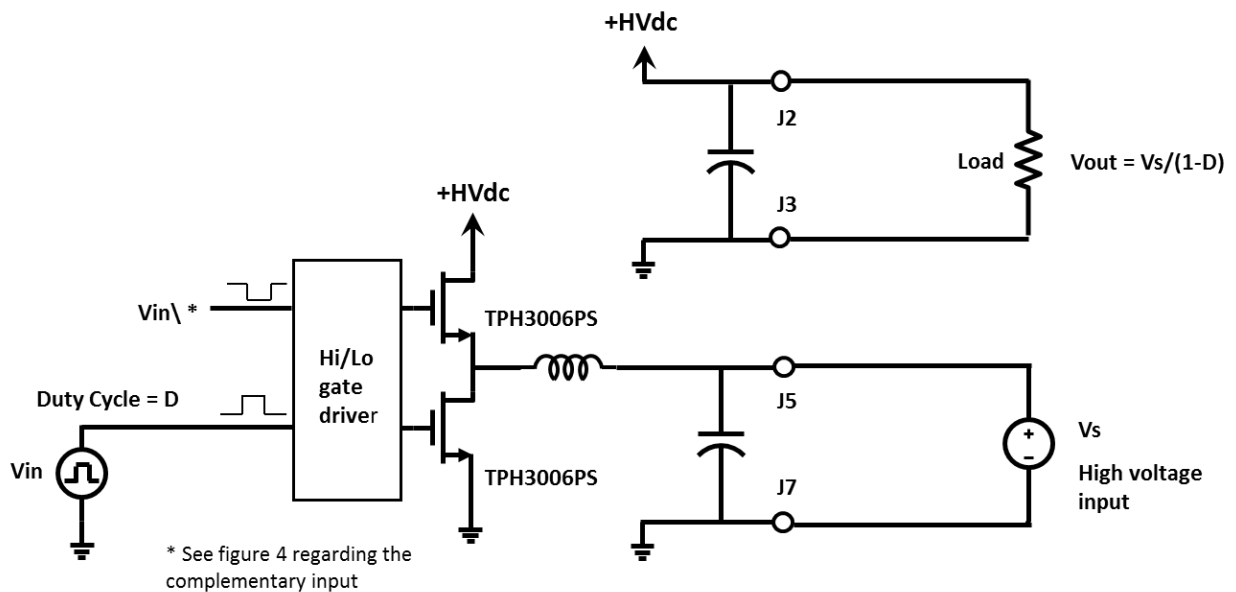 +HVdc
J2
Load
Vout = Vs/(1-D)
J3
+HVdc
Vin\ *
TPH3006PS
Hi/Lo
gate
driver
Duty Cycle = D
J5
Vin
+
−
Vs
TPH3006PS
J7
High voltage
input
* See figure 4 regarding the
complementary input